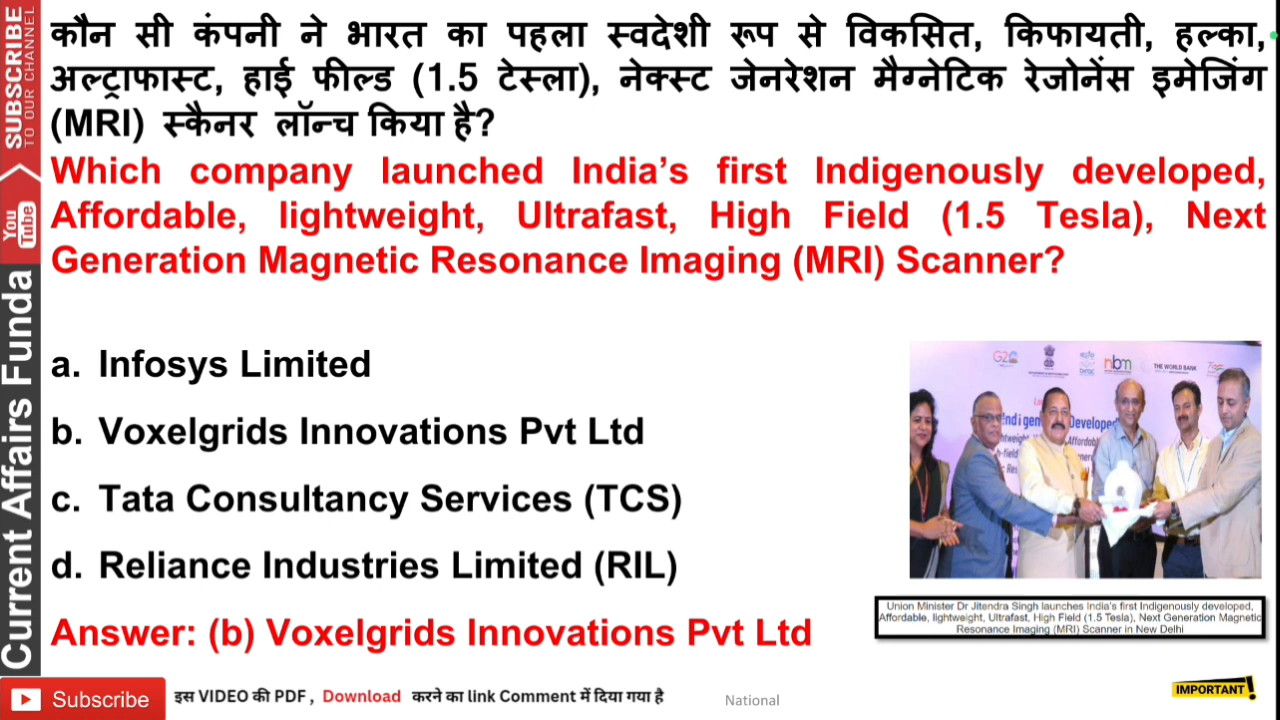 कौन सी कंपनी ने भारत का पहला स्वदेशी रूप से विकसित, किफायती, हल्का,
अल्ट्राफास्ट, हाई फील्ड (1.5 टेस्ला), नेक्स्ट जेनरेशन मैग्नेटिक रेजोनेंस इमेजिंग
(MRI) स्कैनर लॉन्च किया है?
Which company launched India’s first Indigenously developed,
Affordable, lightweight, Ultrafast, High Field (1.5 Tesla), Next
Generation Magnetic Resonance Imaging (MRI) Scanner?
a. Infosys Limited
b. Voxelgrids Innovations Pvt Ltd
c. Tata Consultancy Services (TCS)
d. Reliance Industries Limited (RIL)
Answer: (b) Voxelgrids Innovations Pvt Ltd
SUBSCRIBE
TO OUR CHANNEL
You
Tube
Current Affairs Funda
G20
nbm
THE WORLD BANK
Developed
Affordable
Union Minister Dr Jitendra Singh launches India's first Indigenously developed,
Affordable, lightweight, Ultrafast, High Field (1.5 Tesla), Next Generation Magnetic
Resonance Imaging (MRI) Scanner in New Delhi
Subscribe
इस VIDEO की PDF , Download करने का link Comment में दिया गया है
National
IMPORTANT